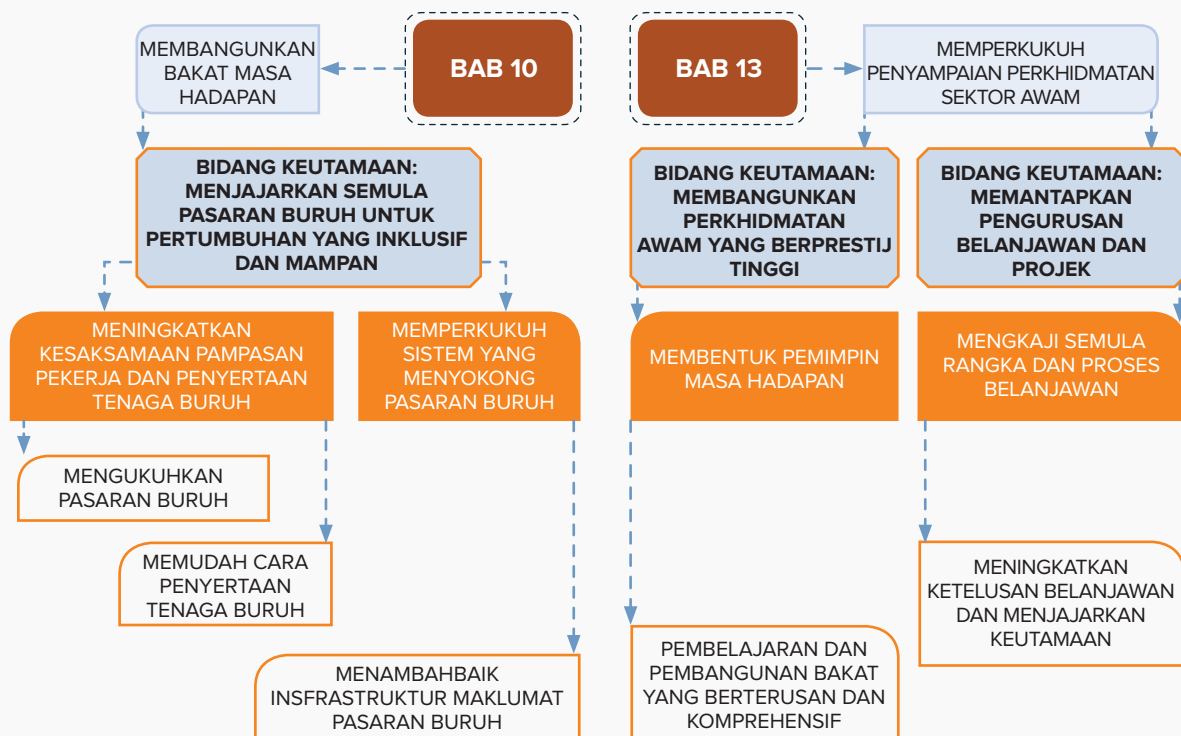 MEMBANGUNKAN
BAKAT MASA
HADAPAN
BAB 10
BIDANG KEUTAMAAN:
MENJAJARKAN SEMULA
PASARAN BURUH UNTUK
PERTUMBUHAN YANG INKLUSIF
DAN MAMPAN
MENINGKATKAN
KESAKSAMAAN PAMPASAN
PEKERJA DAN PENYERTAAN
TENAGA BURUH
MENGUKUHKAN
PASARAN BURUH
MEMUDAH CARA
PENYERTAAN
TENAGA BURUH
MEMPERKUKUH
SISTEM YANG
MENYOKONG
PASARAN BURUH
MENAMBAHBAIK
INSFRASTRUKTUR MAKLUMAT
PASARAN BURUH
BAB 13
MEMPERKUKUH
PENYAMPAIAN PERKHIDMATAN
SEKTOR AWAM
BIDANG KEUTAMAAN:
MEMBANGUNKAN
PERKHIDMATAN
AWAM YANG BERPRESTIJ
TINGGI
MEMBENTUK PEMIMPIN
MASA HADAPAN
PEMBELAJARAN DAN
PEMBANGUNAN BAKAT
YANG BERTERUSAN DAN
KOMPREHENSIF
BIDANG KEUTAMAAN:
MEMANTAPKAN
PENGURUSAN
BELANJAWAN DAN
PROJEK
MENGKAJI SEMULA
RANGKA DAN PROSES
BELANJAWAN
MENINGKATKAN
KETELUSAN BELANJAWAN
DAN MENJAJARKAN
KEUTAMAAN